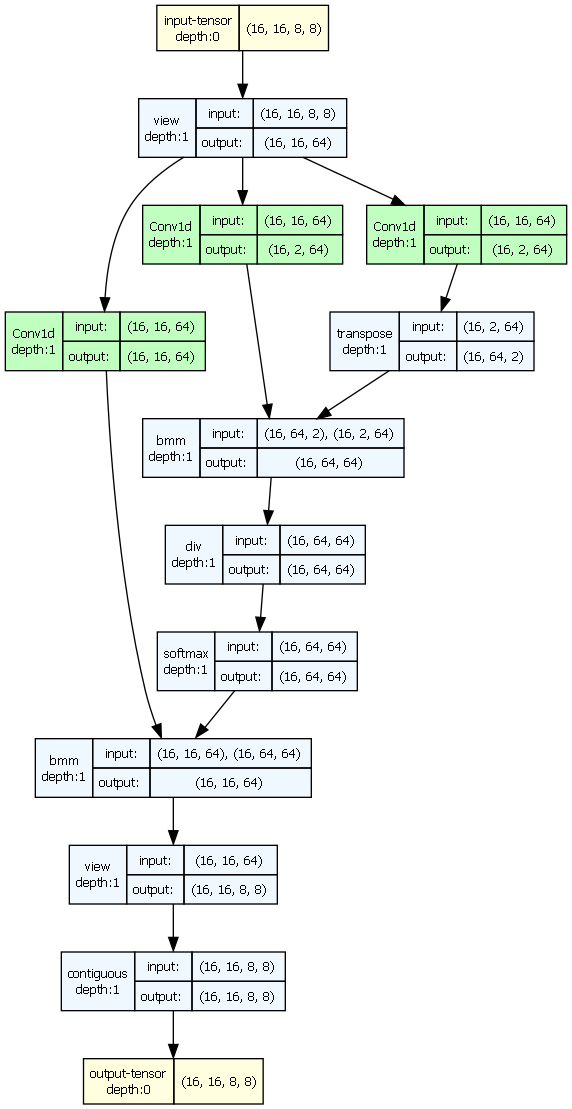 input-tensor
depth:0
(16, 16, 8, 8)
view
depth:1
input:
(16, 16, 8, 8)
output:
(16, 16, 64)
Conv1d
depth:1
input:
(16, 16, 64)
output:
(16, 2, 64)
Conv1d
depth:1
input:
(16, 16, 64)
output:
(16, 2, 64)
Conv1d
depth:1
input:
(16, 16, 64)
output:
(16, 16, 64)
transpose
depth:1
input:
(16, 2, 64)
output:
(16, 64, 2)
bmm
depth:1
input:
(16, 64, 2), (16, 2, 64)
output:
(16, 64, 64)
div
depth:1
input:
(16, 64, 64)
output:
(16, 64, 64)
softmax
depth:1
input:
(16, 64, 64)
output:
(16, 64, 64)
bmm
depth:1
input:
(16, 16, 64), (16, 64, 64)
output:
(16, 16, 64)
view
depth:1
input:
(16, 16, 64)
output:
(16, 16, 8, 8)
contiguous
depth:1
input:
(16, 16, 8, 8)
output:
(16, 16, 8, 8)
output-tensor
depth:0
(16, 16, 8, 8)